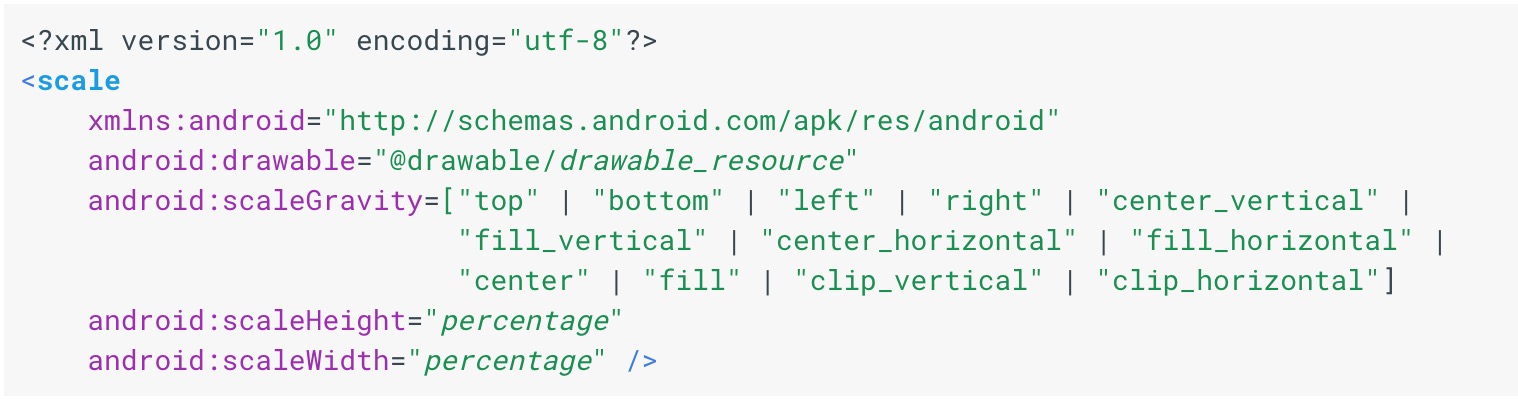 <?xml version="1.0" encoding="utf-8"?>
<scale
    xmlns:android="http://schemas.android.com/apk/res/android"
    android:drawable="@drawable/drawable_resource"
    android:scaleGravity=["top" | "bottom" | "left" | "right" | "center_vertical" |
                          "fill_vertical" | "center_horizontal" | "fill_horizontal" |
                          "center" | "fill" | "clip_vertical" | "clip_horizontal"]
    android:scaleHeight="percentage"
    android:scaleWidth="percentage" />